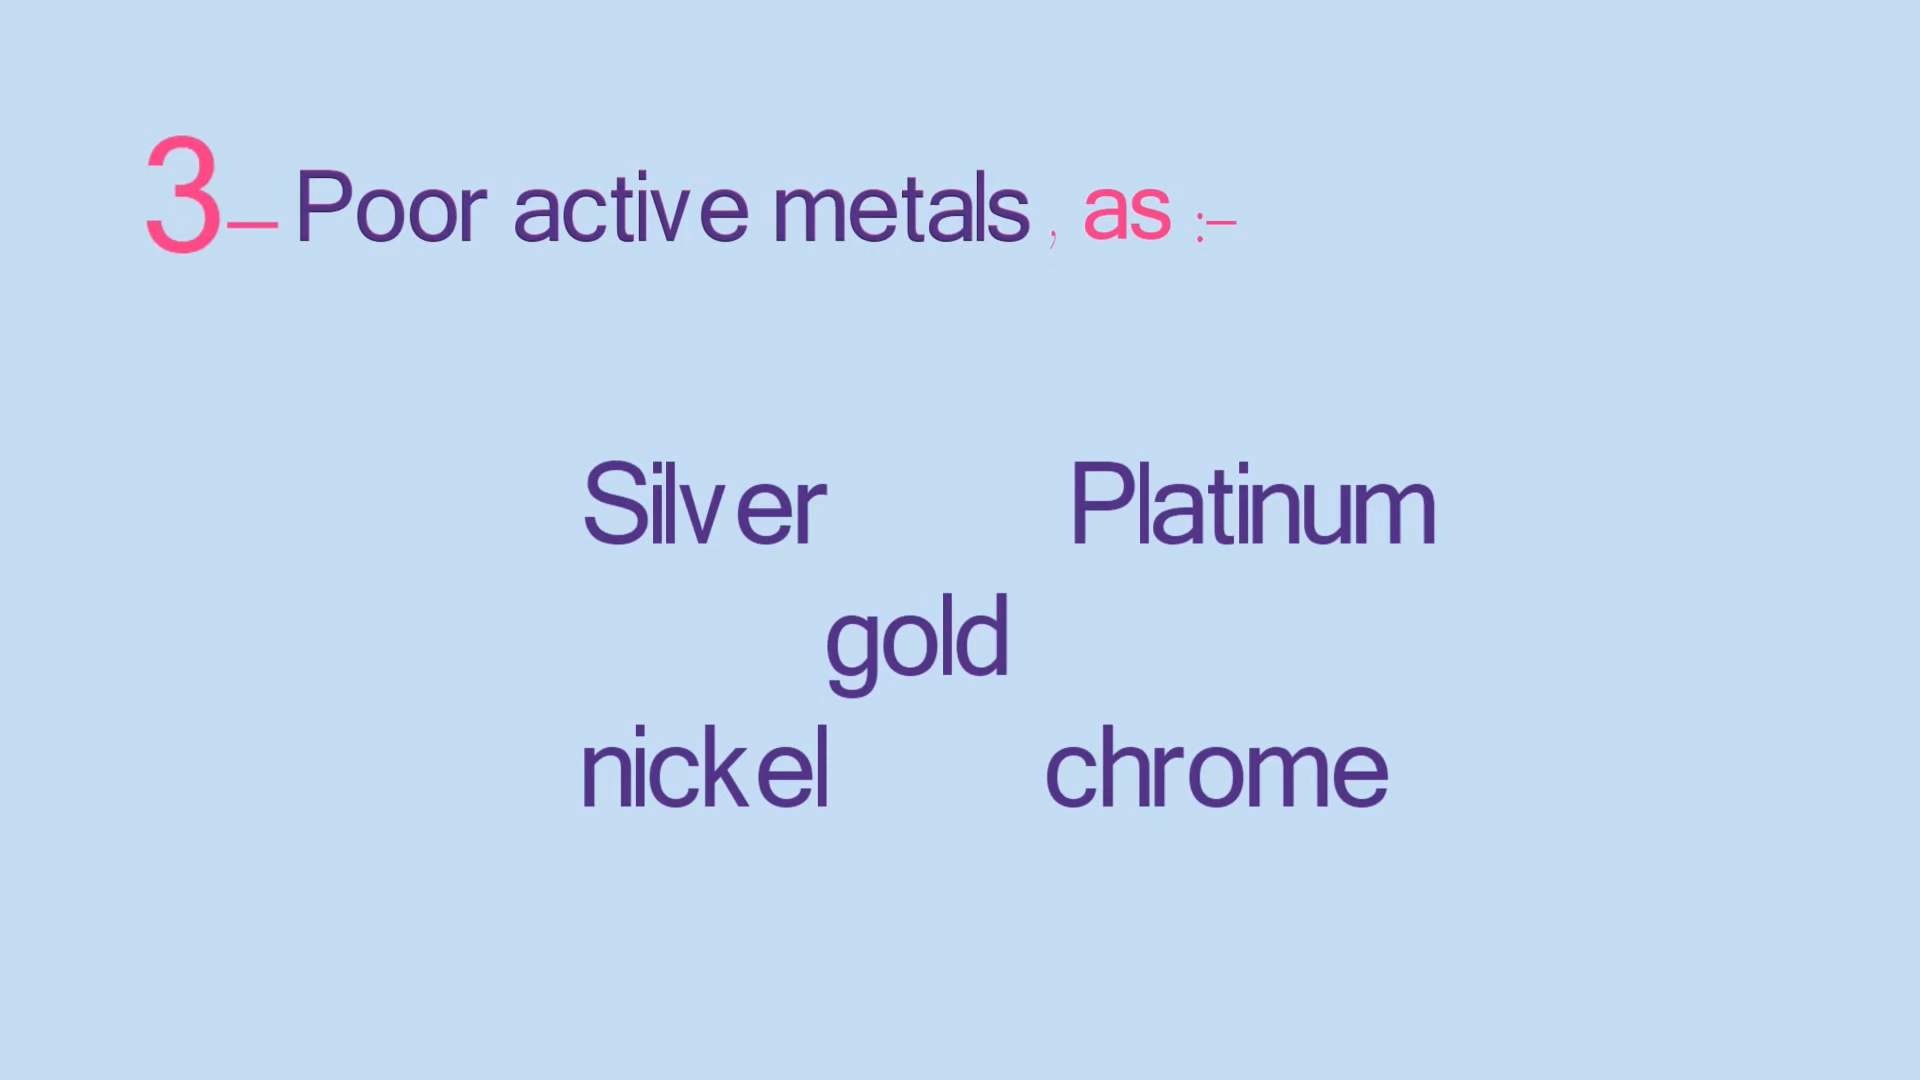 3– Poor active metals , as :–
Silver Platinum
gold
nickel chrome